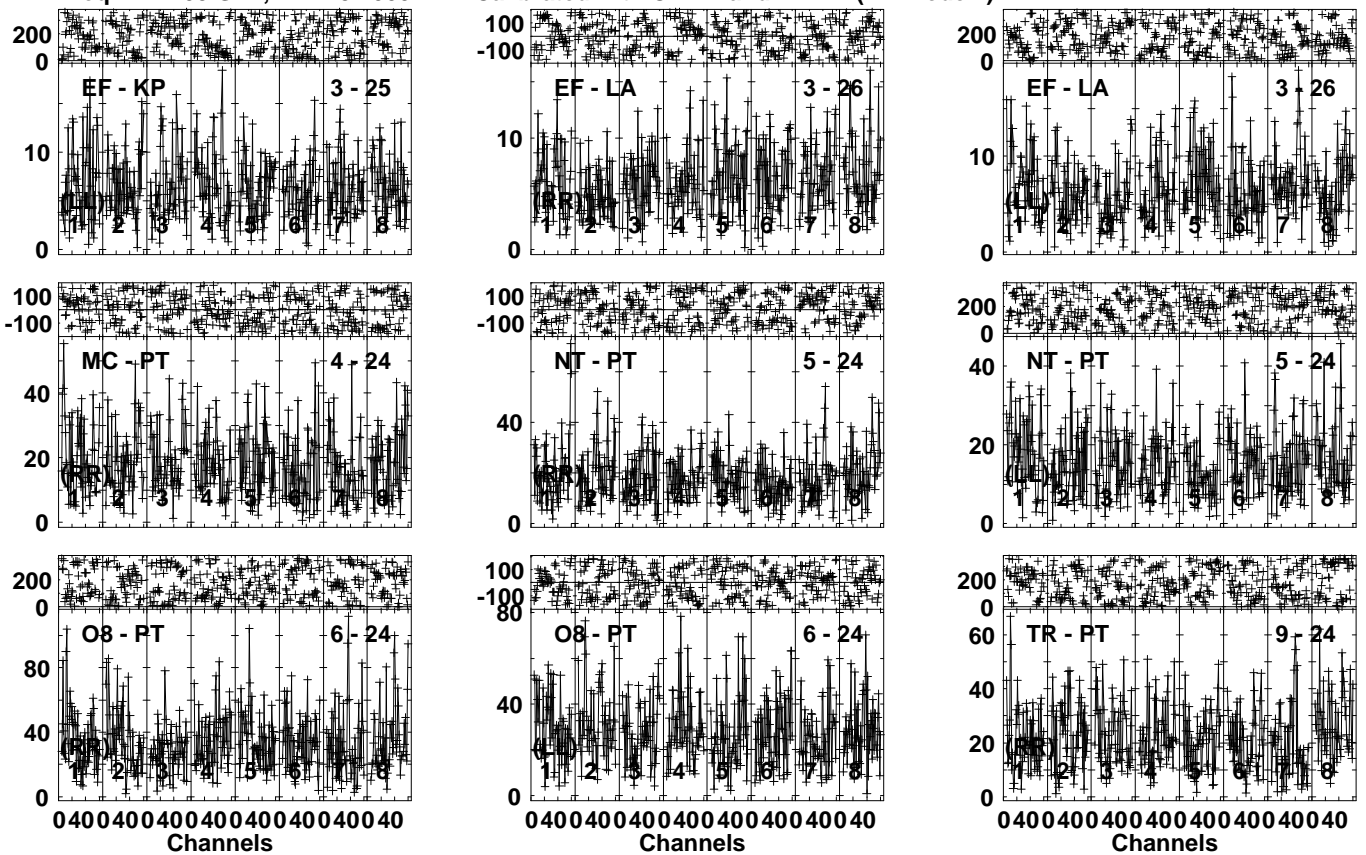 200 100 200
0 -100 0
EF - KP 3 - 25 EF - LA 3 - 26 EF - LA 3 - 26
10 10 10
(LL) (RR) (LL)
1 2 3 4 5 6 7 8 1 2 3 4 5 6 7 8 1 2 3 4 5 6 7 8
0 0 0
100 100 200
-100 -100 0
MC - PT 4 - 24 NT - PT 5 - 24 NT - PT 5 - 24
40 40 40
20 20
(RR) (RR) (LL)
1 2 3 4 5 6 7 8 1 2 3 4 5 6 7 8 1 2 3 4 5 6 7 8
0 0 0
200 100 200
0 -100 0
80
O8 - PT 6 - 24 O8 - PT 6 - 24 TR - PT 9 - 24
80 60
40 40 40
(RR) (LL) (RR)
20
1 2 3 4 5 6 7 8 1 2 3 4 5 6 7 8 1 2 3 4 5 6 7 8
0 0 0
0 40 0 40 0 40 0 40 0 40 0 40 0 40 0 40 0 40 0 40 0 40 0 40 0 40 0 40 0 40 0 40 0 40 0 40 0 40 0 40 0 40 0 40 0 40 0 40
Channels Channels Channels